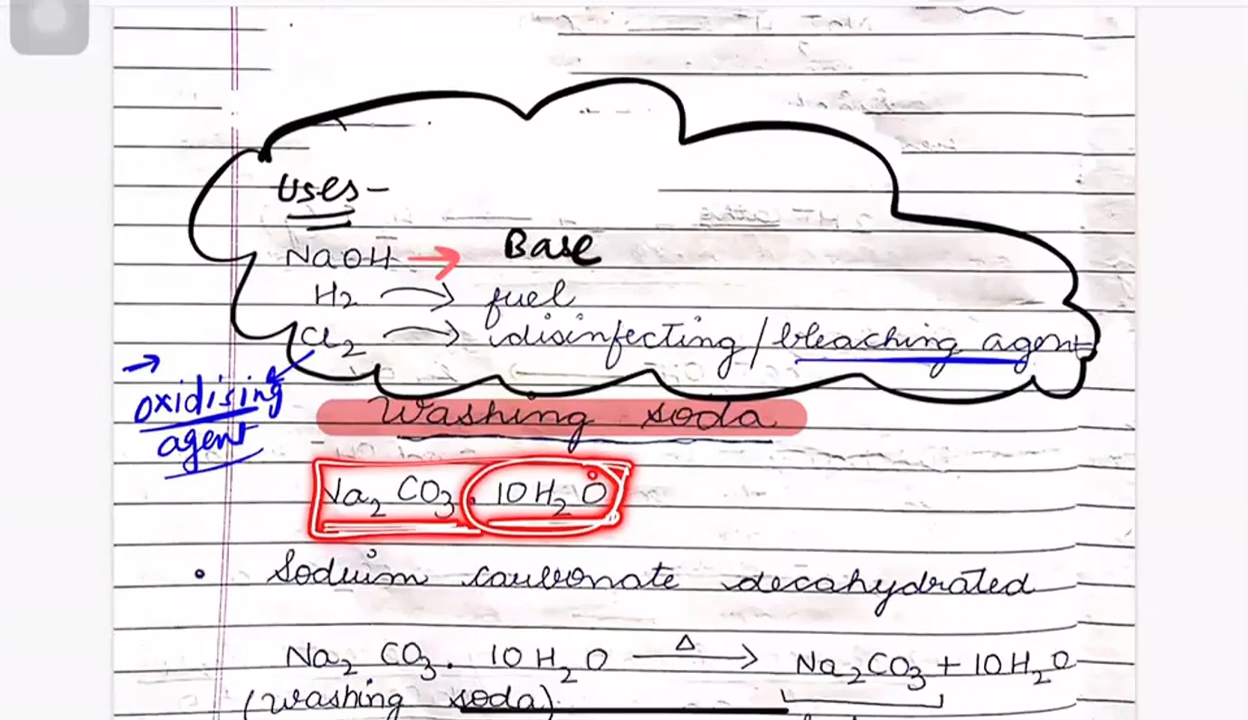 Uses-
NaOH → Base
H₂ → fuel
Cl₂ → disinfecting/bleaching agent
→ oxidising
agent
Washing soda
Na₂CO₃.10H₂O
• Sodium carbonate decahydrated
Na₂CO₃.10H₂O —Δ→ Na₂CO₃ + 10H₂O
(washing soda)